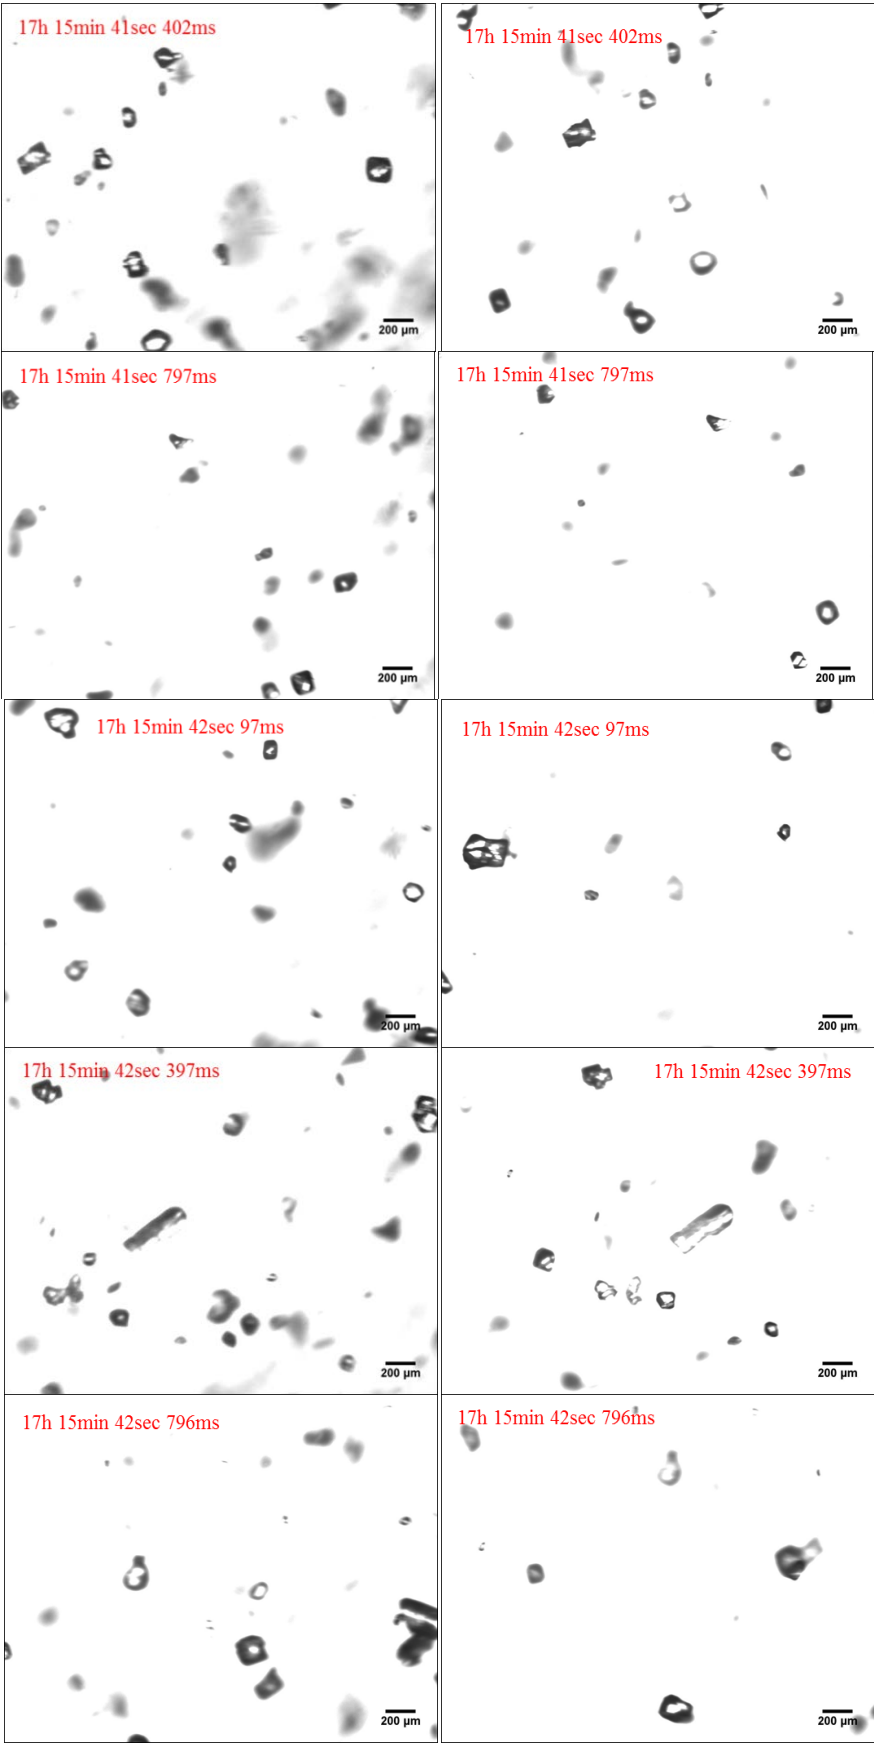 17h 15min 41sec 402ms
17h 15min 41sec 402ms
200 µm
200 µm
17h 15min 41sec 797ms
17h 15min 41sec 797ms
200 µm
200 µm
17h 15min 42sec 97ms
17h 15min 42sec 97ms
200 µm
200 µm
17h 15min 42sec 397ms
17h 15min 42sec 397ms
200 µm
200 µm
17h 15min 42sec 796ms
17h 15min 42sec 796ms
200 µm
200 µm